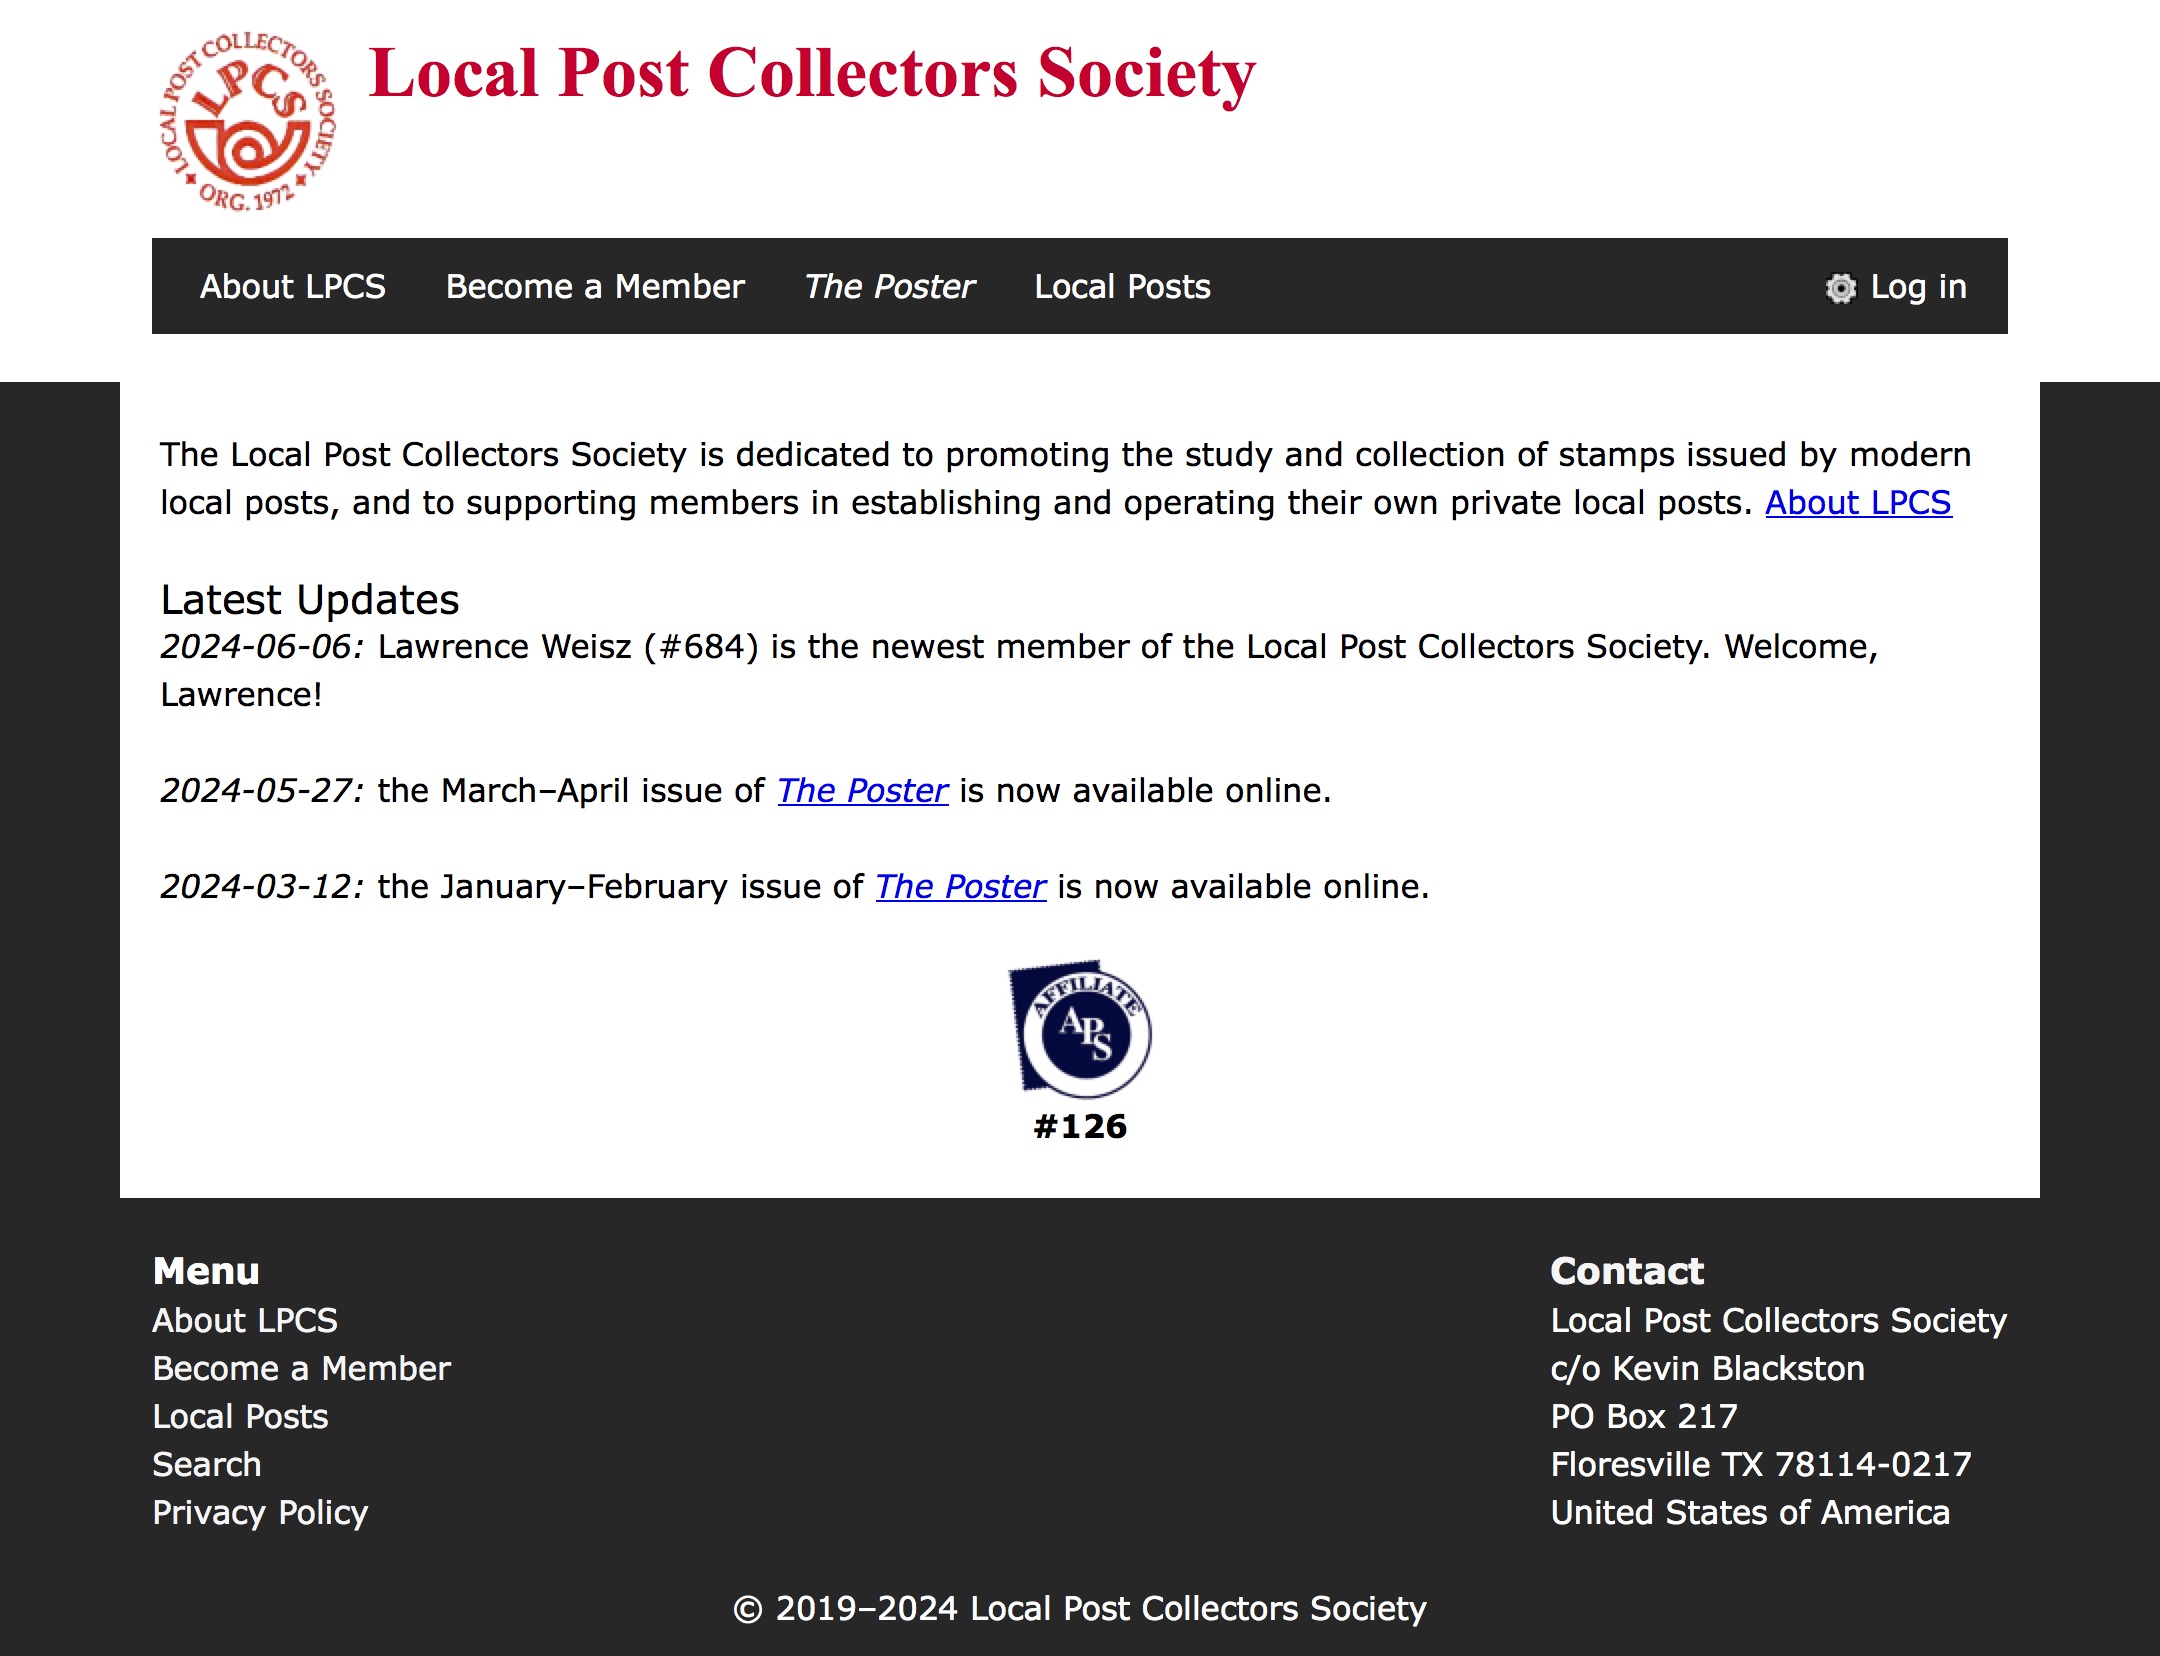 LOCAL POST COLLECTORS SOCIETY
LPCS
ORG. 1972
Local Post Collectors Society
About LPCS Become a Member The Poster Local Posts Log in
The Local Post Collectors Society is dedicated to promoting the study and collection of stamps issued by modern
local posts, and to supporting members in establishing and operating their own private local posts. About LPCS
Latest Updates
2024-06-06: Lawrence Weisz (#684) is the newest member of the Local Post Collectors Society. Welcome,
Lawrence!
2024-05-27: the March–April issue of The Poster is now available online.
2024-03-12: the January–February issue of The Poster is now available online.
AFFILIATE
APS
#126
Menu
About LPCS
Become a Member
Local Posts
Search
Privacy Policy
Contact
Local Post Collectors Society
c/o Kevin Blackston
PO Box 217
Floresville TX 78114-0217
United States of America
© 2019–2024 Local Post Collectors Society